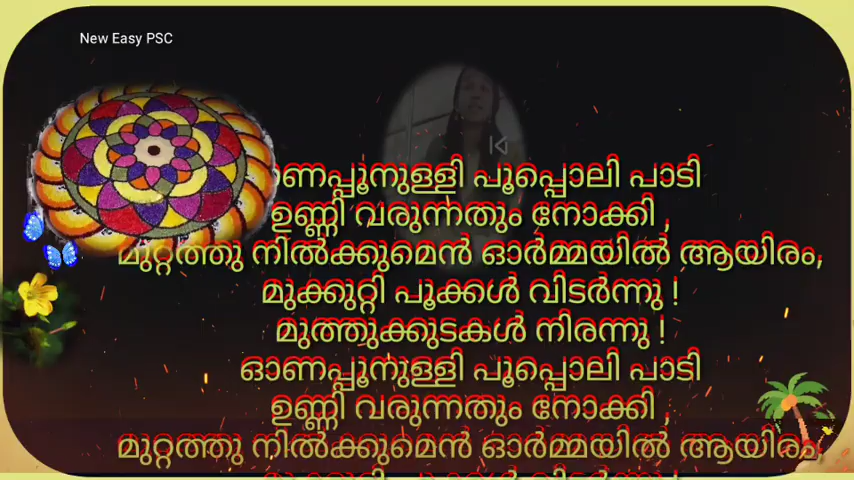 New Easy PSC
ഓണപ്പൂനുള്ളി പൂപ്പൊലി പാടി
ഉണ്ണി വരുന്നതും നോക്കി ,
മുറ്റത്തു നിൽക്കുമെൻ ഓർമ്മയിൽ ആയിരം,
മുക്കുറ്റി പൂക്കൾ വിടർന്നു !
മുത്തുക്കുടകൾ നിരന്നു !
ഓണപ്പൂനുള്ളി പൂപ്പൊലി പാടി
ഉണ്ണി വരുന്നതും നോക്കി ,
മുറ്റത്തു നിൽക്കുമെൻ ഓർമ്മയിൽ ആയിരം,